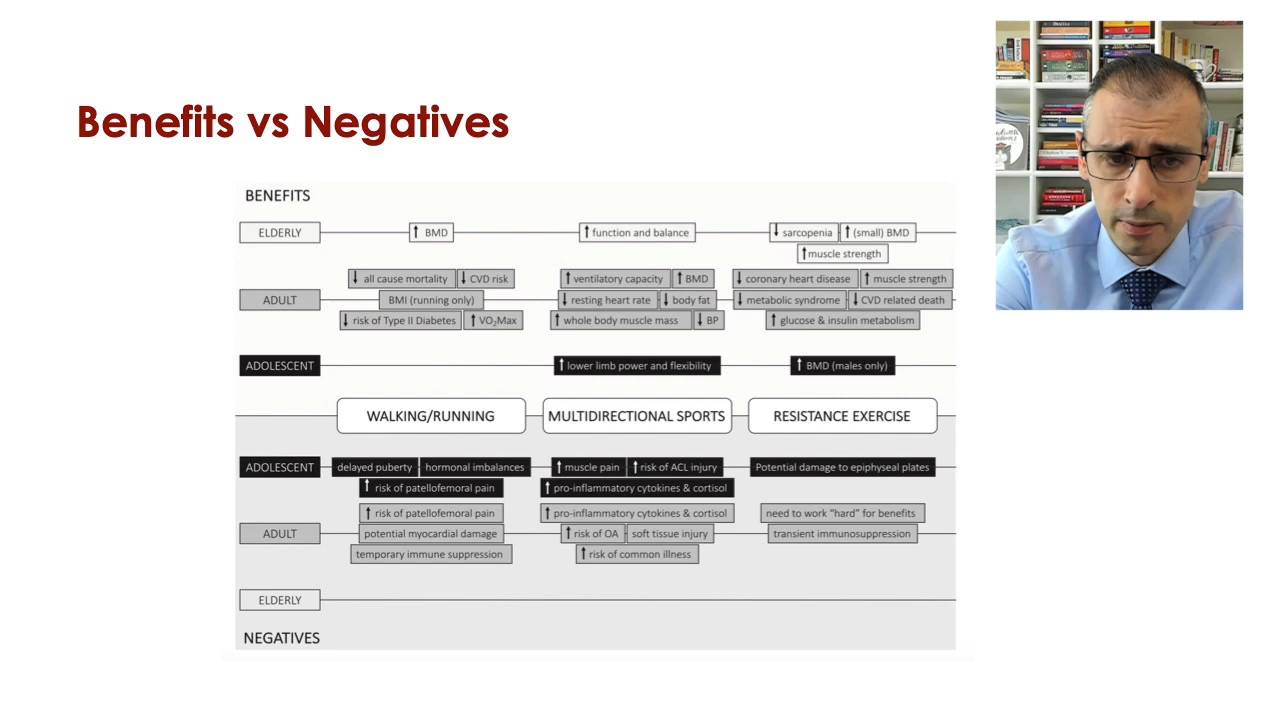 Benefits vs Negatives
BENEFITS
ELDERLY
↑ BMD
↑ function and balance
↓ sarcopenia ↑ (small) BMD
↑ muscle strength
ADULT
↓ all cause mortality ↓ CVD risk
BMI (running only)
↓ risk of Type II Diabetes ↑ VO₂Max
↑ ventilatory capacity ↑ BMD
↓ resting heart rate ↓ body fat
↑ whole body muscle mass ↓ BP
↓ coronary heart disease ↑ muscle strength
↓ metabolic syndrome ↓ CVD related death
↑ glucose & insulin metabolism
ADOLESCENT
↑ lower limb power and flexibility
↑ BMD (males only)
WALKING/RUNNING
MULTIDIRECTIONAL SPORTS
RESISTANCE EXERCISE
ADOLESCENT
delayed puberty hormonal imbalances
↑ risk of patellofemoral pain
↑ muscle pain ↑ risk of ACL injury
↑ pro-inflammatory cytokines & cortisol
Potential damage to epiphyseal plates
ADULT
↑ risk of patellofemoral pain
potential myocardial damage
temporary immune suppression
↑ pro-inflammatory cytokines & cortisol
↑ risk of OA soft tissue injury
↑ risk of common illness
need to work “hard” for benefits
transient immunosuppression
ELDERLY
NEGATIVES